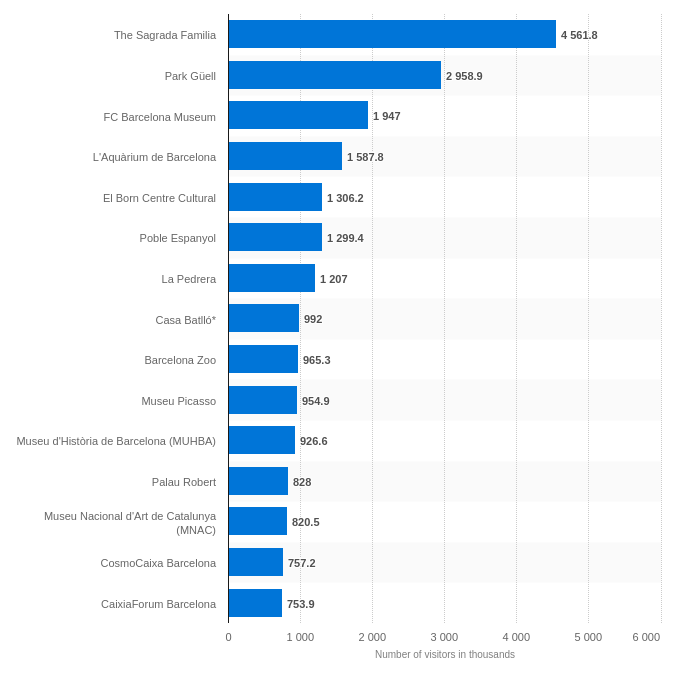 The Sagrada Familia 4 561.8
Park Güell 2 958.9
FC Barcelona Museum 1 947
L'Aquàrium de Barcelona 1 587.8
El Born Centre Cultural 1 306.2
Poble Espanyol 1 299.4
La Pedrera 1 207
Casa Batlló* 992
Barcelona Zoo 965.3
Museu Picasso 954.9
Museu d'Història de Barcelona (MUHBA) 926.6
Palau Robert 828
Museu Nacional d'Art de Catalunya
(MNAC) 820.5
CosmoCaixa Barcelona 757.2
CaixiaForum Barcelona 753.9
0 1 000 2 000 3 000 4 000 5 000 6 000
Number of visitors in thousands